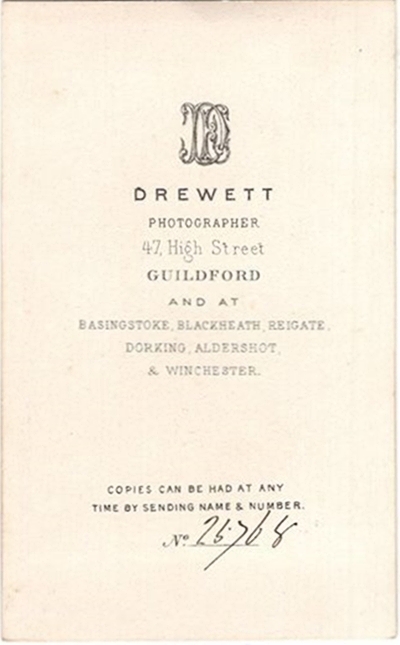 DREWETT
PHOTOGRAPHER
47, High Street
GUILDFORD
AND AT
BASINGSTOKE, BLACKHEATH, REIGATE,
DORKING, ALDERSHOT,
& WINCHESTER.
COPIES CAN BE HAD AT ANY
TIME BY SENDING NAME & NUMBER.
No